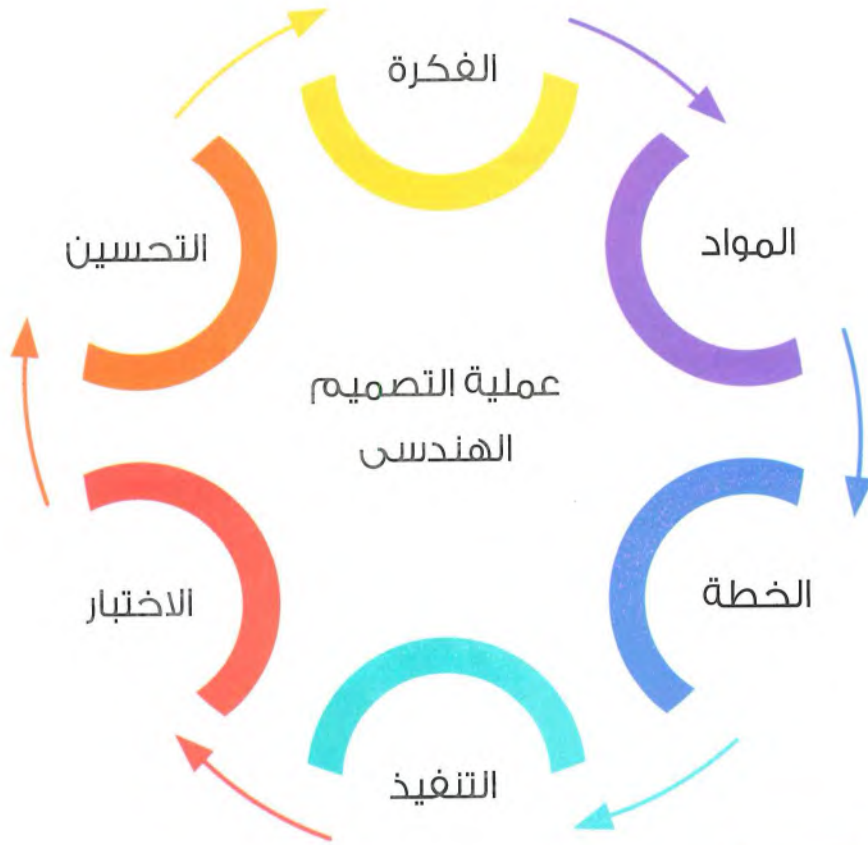 الفكرة
المواد
الخطة
التنفيذ
الاختبار
التحسين
عملية التصميم
الهندسى